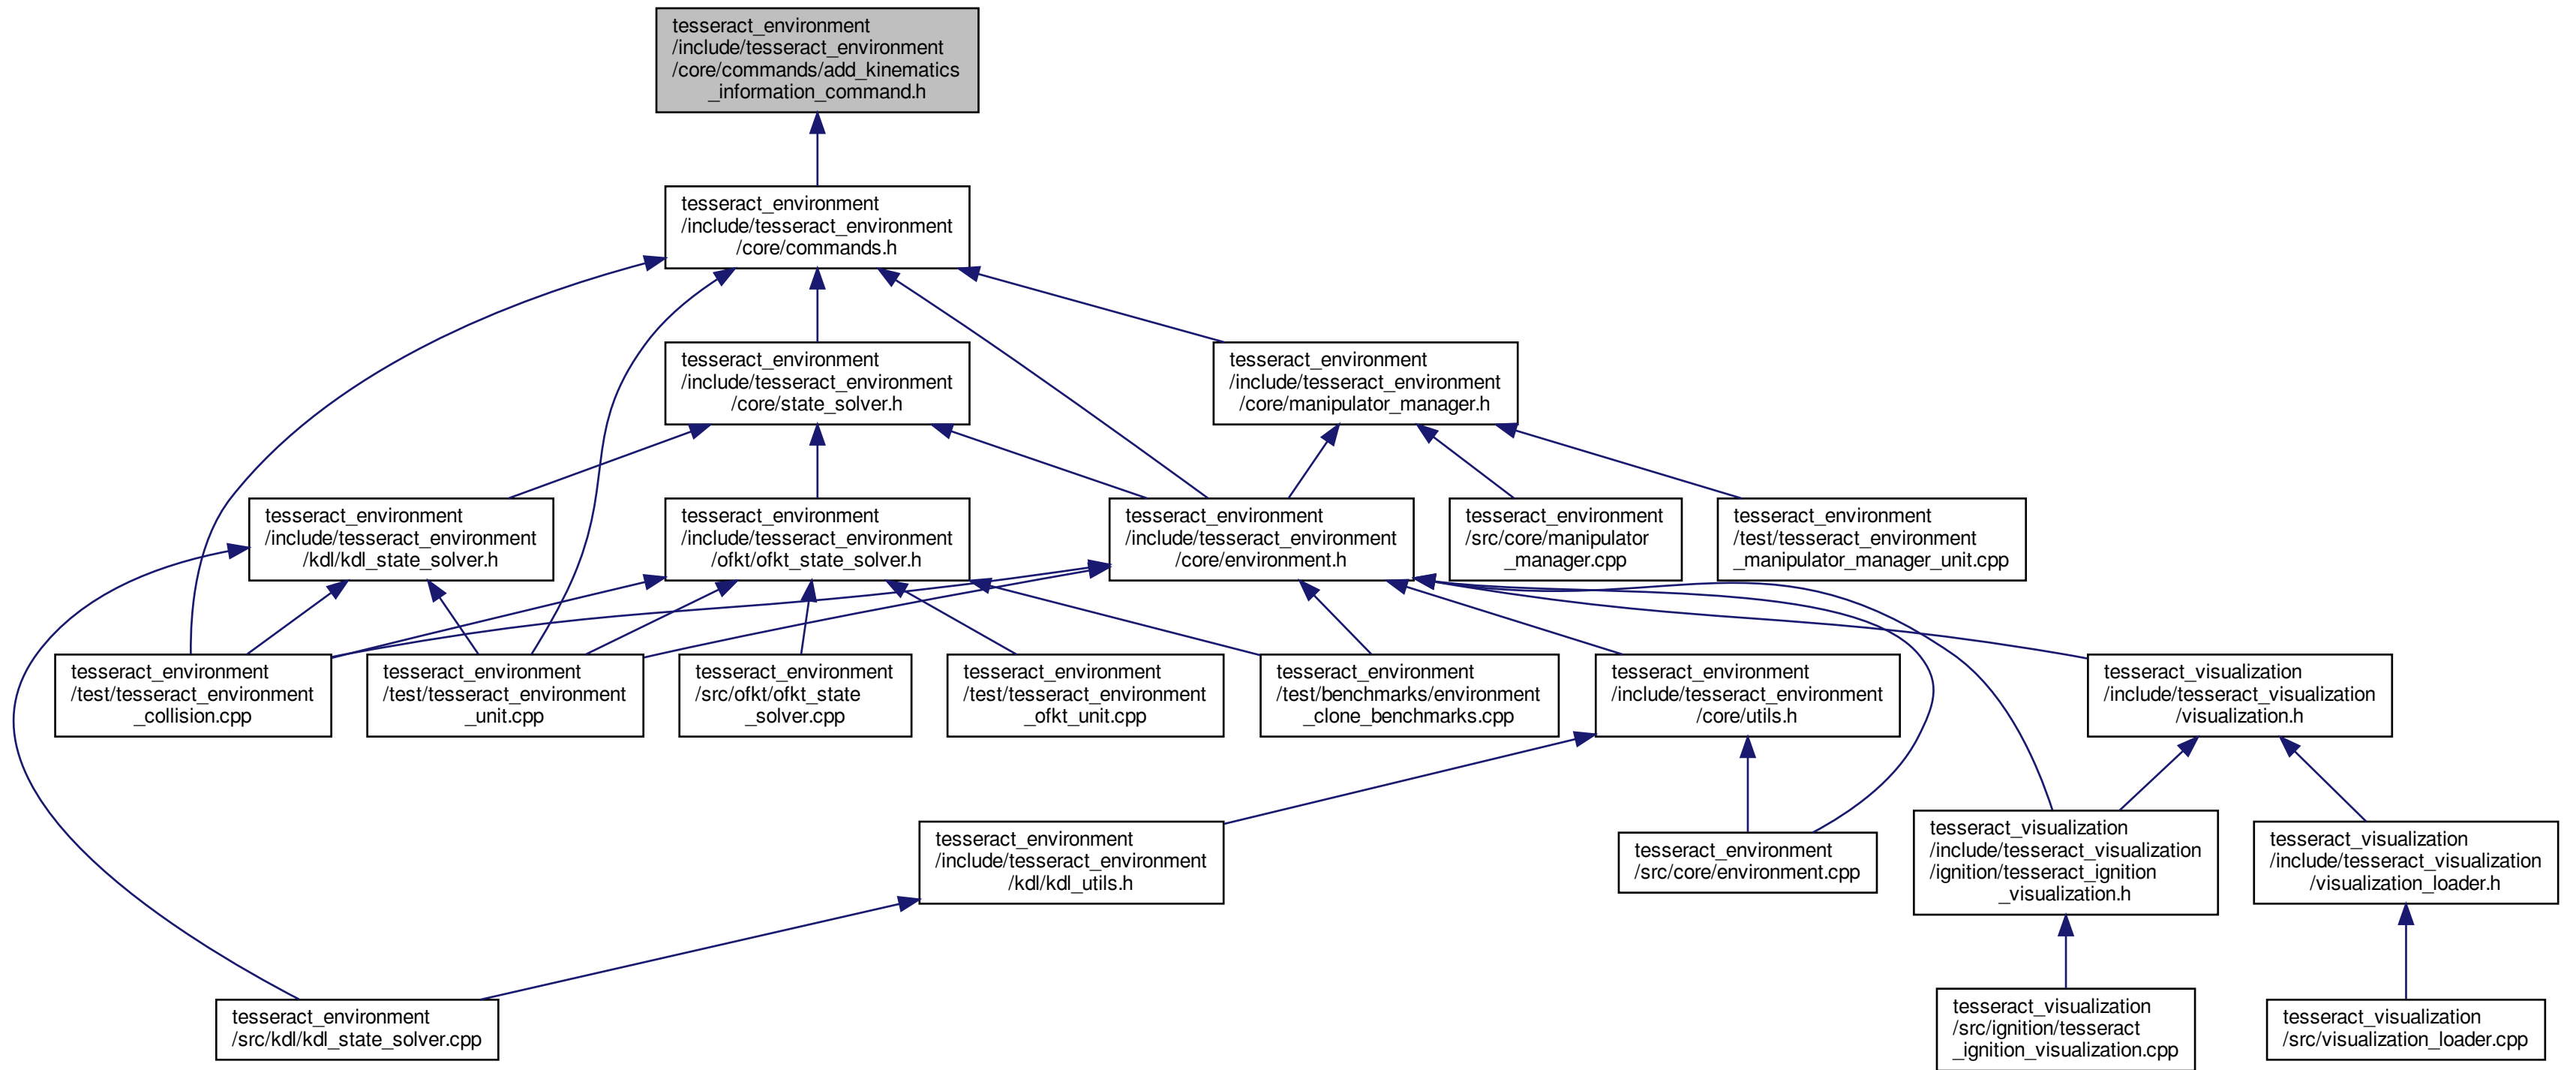 tesseract_environment
/include/tesseract_environment
/core/commands/add_kinematics
_information_command.h
tesseract_environment
/include/tesseract_environment
/core/commands.h
tesseract_environment
/include/tesseract_environment
/core/state_solver.h
tesseract_environment
/include/tesseract_environment
/core/manipulator_manager.h
tesseract_environment
/include/tesseract_environment
/kdl/kdl_state_solver.h
tesseract_environment
/include/tesseract_environment
/ofkt/ofkt_state_solver.h
tesseract_environment
/include/tesseract_environment
/core/environment.h
tesseract_environment
/src/core/manipulator
_manager.cpp
tesseract_environment
/test/tesseract_environment
_manipulator_manager_unit.cpp
tesseract_environment
/test/tesseract_environment
_collision.cpp
tesseract_environment
/test/tesseract_environment
_unit.cpp
tesseract_environment
/src/ofkt/ofkt_state
_solver.cpp
tesseract_environment
/test/tesseract_environment
_ofkt_unit.cpp
tesseract_environment
/test/benchmarks/environment
_clone_benchmarks.cpp
tesseract_environment
/include/tesseract_environment
/core/utils.h
tesseract_visualization
/include/tesseract_visualization
/visualization.h
tesseract_environment
/include/tesseract_environment
/kdl/kdl_utils.h
tesseract_environment
/src/core/environment.cpp
tesseract_visualization
/include/tesseract_visualization
/ignition/tesseract_ignition
_visualization.h
tesseract_visualization
/include/tesseract_visualization
/visualization_loader.h
tesseract_environment
/src/kdl/kdl_state_solver.cpp
tesseract_visualization
/src/ignition/tesseract
_ignition_visualization.cpp
tesseract_visualization
/src/visualization_loader.cpp